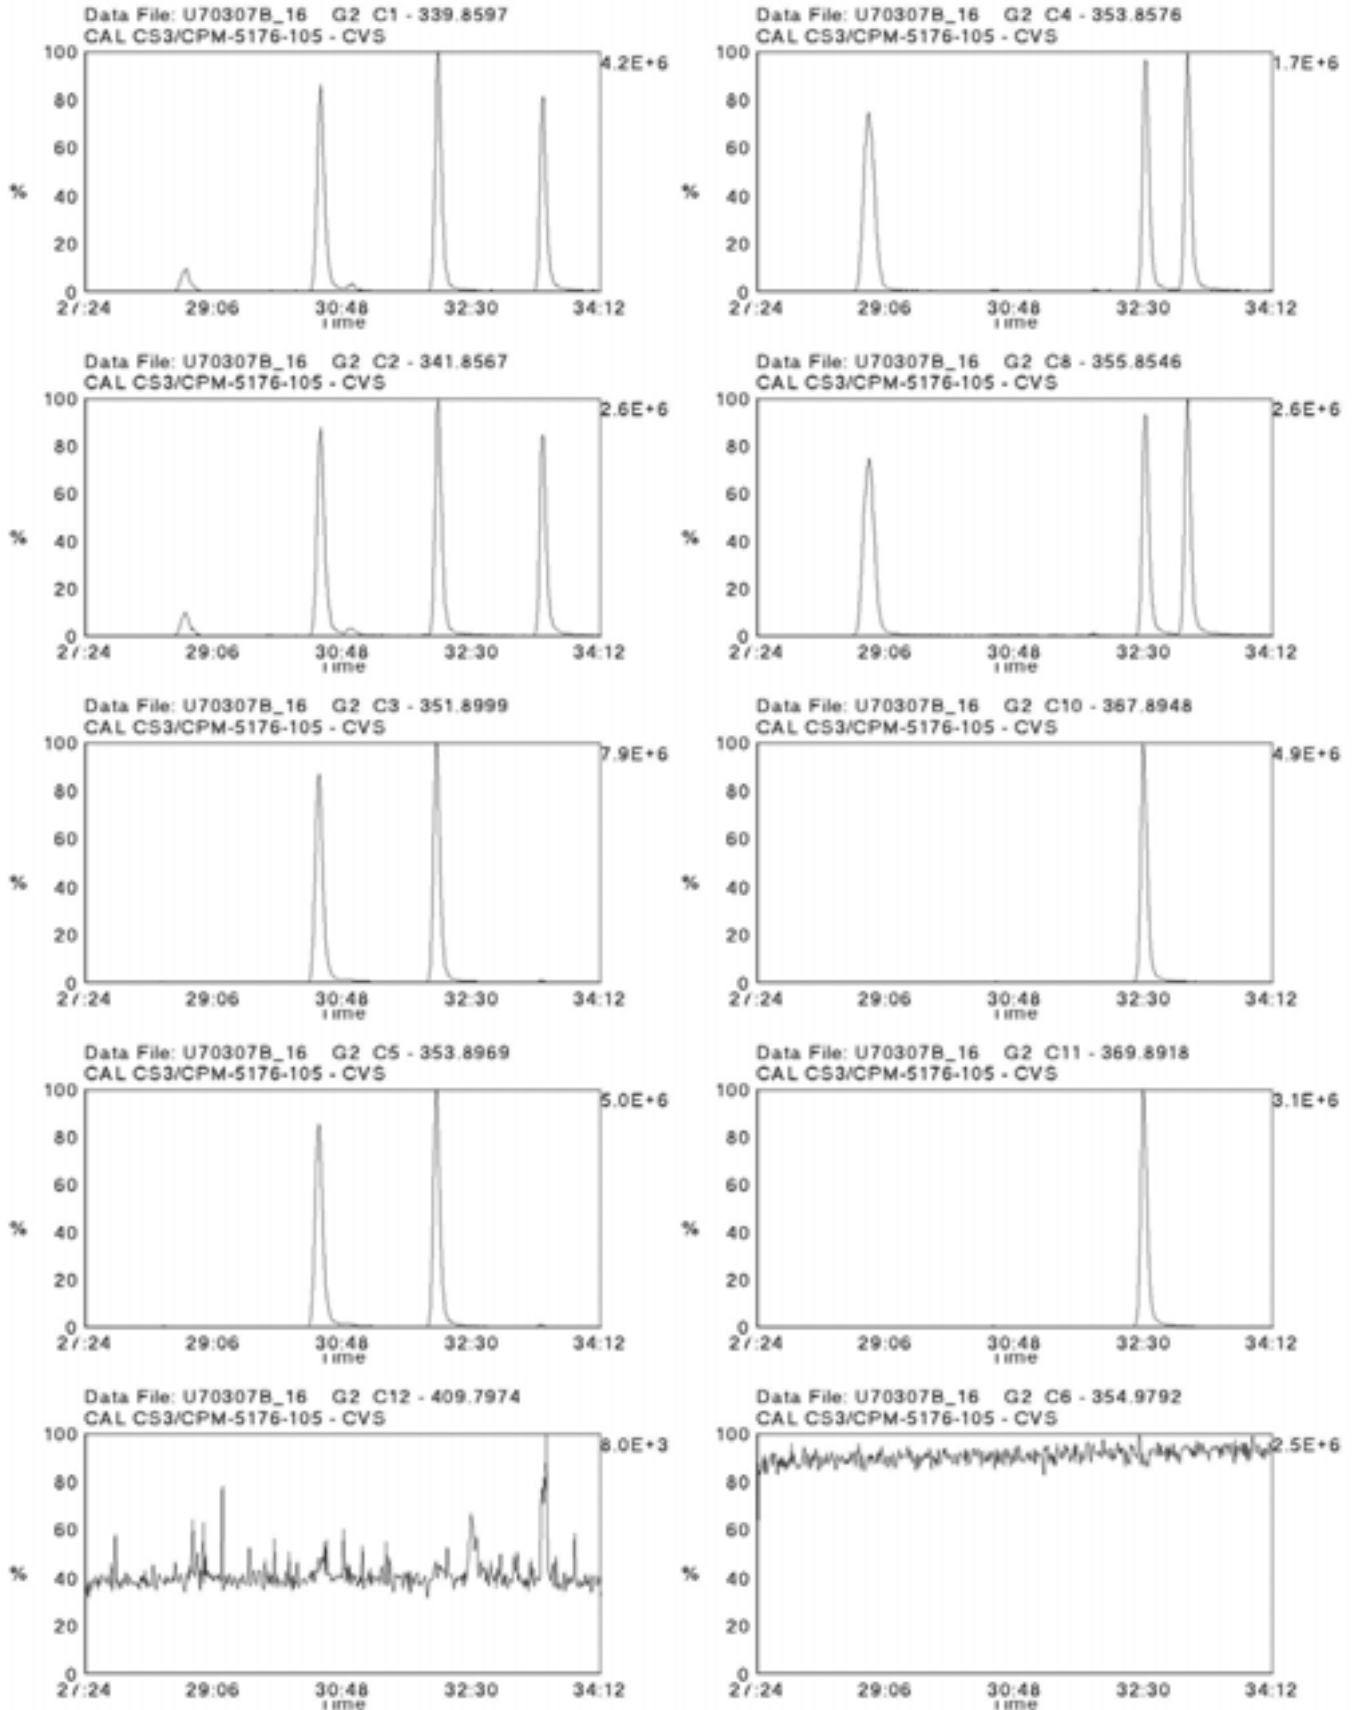 Data File: U70307B_16 G2 C1 - 339.8597
CAL CS3/CPM-5176-105 - CVS
100
80
60
40
20
0
%
4.2E+6
27:24 29:06 30:48 32:30 34:12
Time
Data File: U70307B_16 G2 C4 - 353.8576
CAL CS3/CPM-5176-105 - CVS
100
80
60
40
20
0
%
1.7E+6
27:24 29:06 30:48 32:30 34:12
Time
Data File: U70307B_16 G2 C2 - 341.8567
CAL CS3/CPM-5176-105 - CVS
100
80
60
40
20
0
%
2.6E+6
27:24 29:06 30:48 32:30 34:12
Time
Data File: U70307B_16 G2 C8 - 355.8546
CAL CS3/CPM-5176-105 - CVS
100
80
60
40
20
0
%
2.6E+6
27:24 29:06 30:48 32:30 34:12
Time
Data File: U70307B_16 G2 C3 - 351.8999
CAL CS3/CPM-5176-105 - CVS
100
80
60
40
20
0
%
7.9E+6
27:24 29:06 30:48 32:30 34:12
Time
Data File: U70307B_16 G2 C10 - 367.8948
CAL CS3/CPM-5176-105 - CVS
100
80
60
40
20
0
%
4.9E+6
27:24 29:06 30:48 32:30 34:12
Time
Data File: U70307B_16 G2 C5 - 353.8969
CAL CS3/CPM-5176-105 - CVS
100
80
60
40
20
0
%
5.0E+6
27:24 29:06 30:48 32:30 34:12
Time
Data File: U70307B_16 G2 C11 - 369.8918
CAL CS3/CPM-5176-105 - CVS
100
80
60
40
20
0
%
3.1E+6
27:24 29:06 30:48 32:30 34:12
Time
Data File: U70307B_16 G2 C12 - 409.7974
CAL CS3/CPM-5176-105 - CVS
100
80
60
40
20
0
%
8.0E+3
27:24 29:06 30:48 32:30 34:12
Time
Data File: U70307B_16 G2 C6 - 354.9792
CAL CS3/CPM-5176-105 - CVS
100
80
60
40
20
0
%
2.5E+6
27:24 29:06 30:48 32:30 34:12
Time